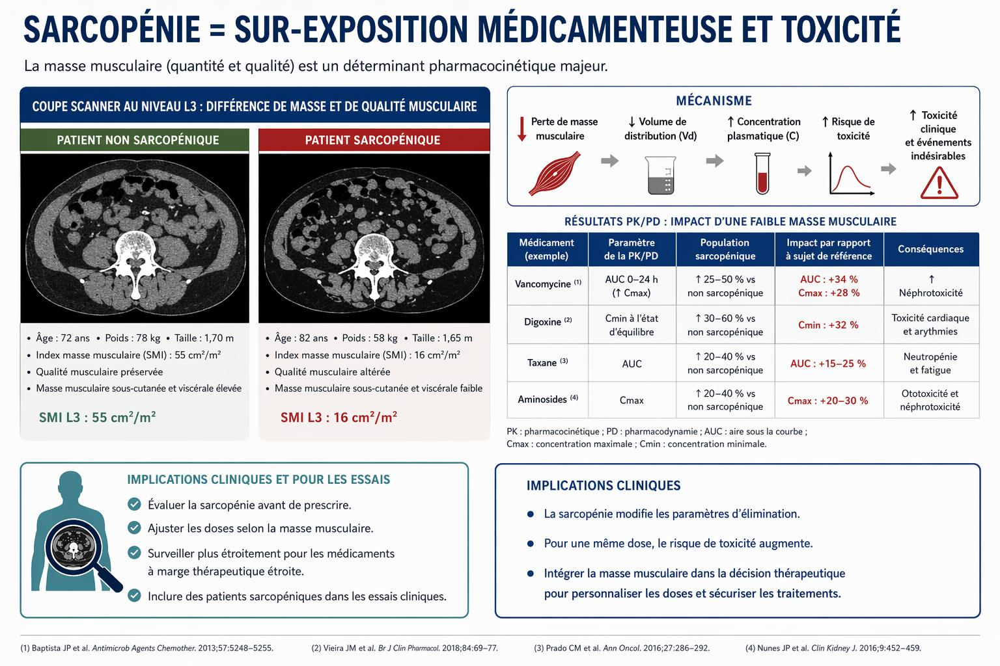 SARCOPÉNIE = SUR-EXPOSITION MÉDICAMENTEUSE ET TOXICITÉ
La masse musculaire (quantité et qualité) est un déterminant pharmacocinétique majeur.
COUPE SCANNER AU NIVEAU L3 : DIFFÉRENCE DE MASSE ET DE QUALITÉ MUSCULAIRE
PATIENT NON SARCOPÉNIQUE
• Âge : 72 ans • Poids : 78 kg • Taille : 1,70 m
• Index masse musculaire (SMI) : 55 cm²/m²
• Qualité musculaire préservée
• Masse musculaire sous-cutanée et viscérale élevée
SMI L3 : 55 cm²/m²
PATIENT SARCOPÉNIQUE
• Âge : 82 ans • Poids : 58 kg • Taille : 1,65 m
• Index masse musculaire (SMI) : 16 cm²/m²
• Qualité musculaire altérée
• Masse musculaire sous-cutanée et viscérale faible
SMI L3 : 16 cm²/m²
MÉCANISME
Perte de masse
musculaire
↓ Volume de
distribution (Vd)
↑ Concentration
plasmatique (C)
↑ Risque de
toxicité
↑ Toxicité
clinique
et événements
indésirables
RÉSULTATS PK/PD : IMPACT D'UNE FAIBLE MASSE MUSCULAIRE
Médicament
(exemple)
Paramètre
de la PK/PD
Population
sarcopénique
Impact par rapport
à sujet de référence
Conséquences
Vancomycine (1)
AUC 0–24 h
(↑ Cmax)
↑ 25–50 % vs
non sarcopénique
AUC : +34 %
Cmax : +28 %
↑
Néphrotoxicité
Digoxine (2)
Cmin à l'état
d'équilibre
↑ 30–60 % vs
non sarcopénique
Cmin : +32 %
Toxicité cardiaque
et arythmies
Taxane (3)
AUC
↑ 20–40 % vs
non sarcopénique
AUC : +15–25 %
Neutropénie
et fatigue
Aminosides (4)
Cmax
↑ 20–40 % vs
non sarcopénique
Cmax : +20–30 %
Ototoxicité et
néphrotoxicité
PK : pharmacocinétique ; PD : pharmacodynamie ; AUC : aire sous la courbe ;
Cmax : concentration maximale ; Cmin : concentration minimale.
IMPLICATIONS CLINIQUES ET POUR LES ESSAIS
Évaluer la sarcopénie avant de prescrire.
Ajuster les doses selon la masse musculaire.
Surveiller plus étroitement pour les médicaments
à marge thérapeutique étroite.
Inclure des patients sarcopéniques dans les essais cliniques.
IMPLICATIONS CLINIQUES
• La sarcopénie modifie les paramètres d'élimination.
• Pour une même dose, le risque de toxicité augmente.
• Intégrer la masse musculaire dans la décision thérapeutique
pour personnaliser les doses et sécuriser les traitements.
(1) Baptista JP et al. Antimicrob Agents Chemother. 2013;57:5248–5255.
(2) Vieira JM et al. Br J Clin Pharmacol. 2018;84:69–77.
(3) Prado CM et al. Ann Oncol. 2016;27:286–292.
(4) Nunes JP et al. Clin Kidney J. 2016;9:452–459.